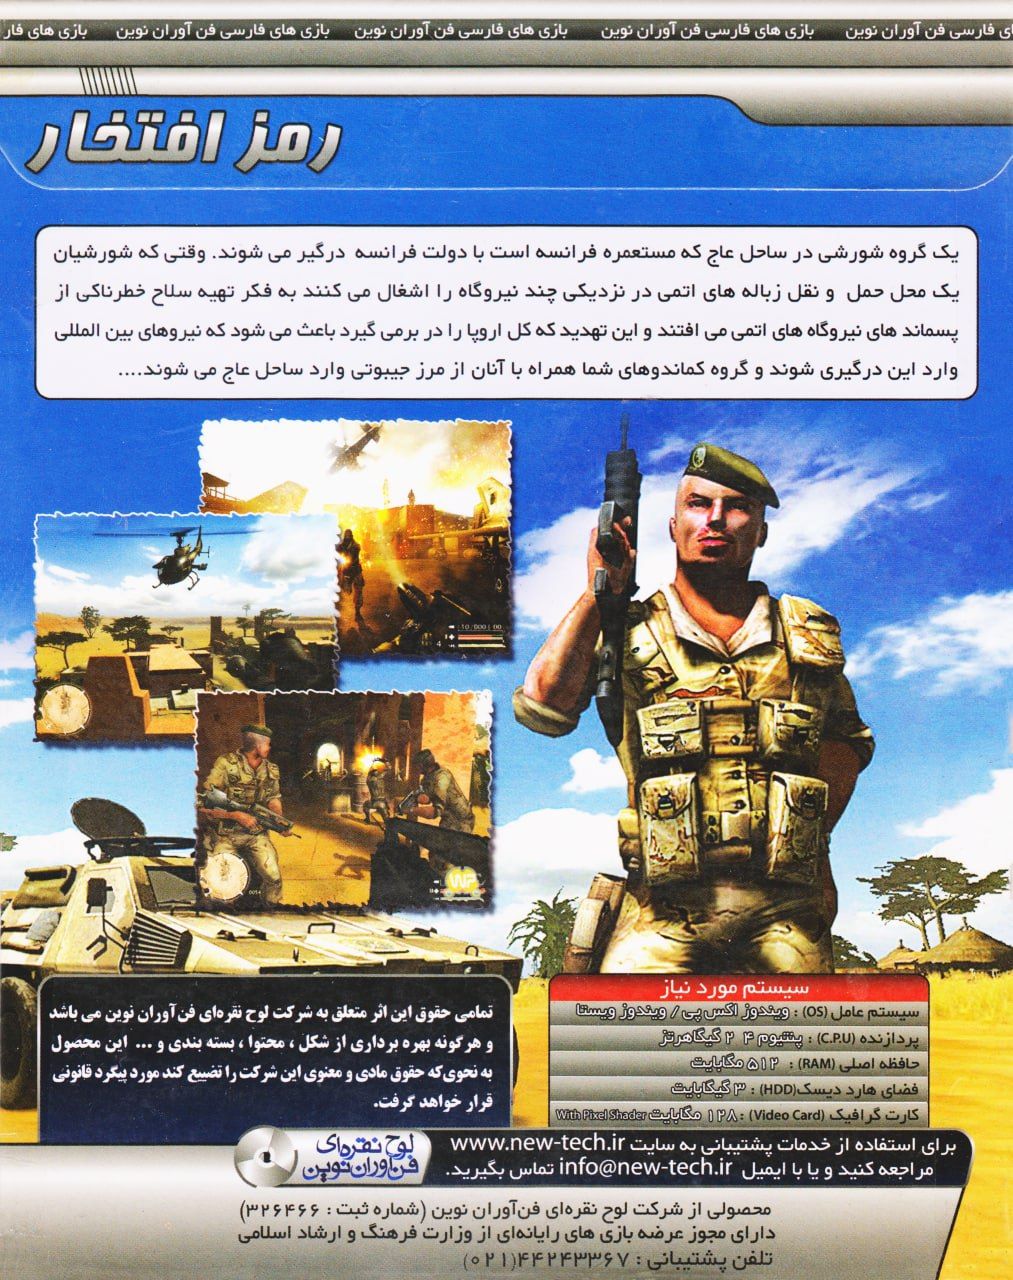 ای فارسی فن آوران نوین بازی های فارسی فن آوران نوین بازی های فارسی فن آوران نوین بازی های فارسی فن آوران نوین بازی های فار
رمز افتخار
یک گروه شورشی در ساحل عاج که مستعمره فرانسه است با دولت فرانسه درگیر می شوند. وقتی که شورشیان
یک محل حمل و نقل زباله های اتمی در نزدیکی چند نیروگاه را اشغال می کنند به فکر تهیه سلاح خطرناکی از
پسماند های نیروگاه های اتمی می افتند و این تهدید که کل اروپا را در برمی گیرد باعث می شود که نیروهای بین المللی
وارد این درگیری شوند و گروه کماندوهای شما همراه با آنان از مرز جیبوتی وارد ساحل عاج می شوند....
سیستم مورد نیاز
سیستم عامل (OS) : ویندوز اکس پی / ویندوز ویستا
پردازنده (C.P.U) : پنتیوم ۴ ۲ گیگاهرتز
حافظه اصلی (RAM) : ۵۱۲ مگابایت
فضای هارد دیسک(HDD) : ۳ گیگابایت
کارت گرافیک (Video Card) : ۱۲۸ مگابایت With Pixel Shader
تمامی حقوق این اثر متعلق به شرکت لوح نقره‌ای فن‌آوران نوین می باشد
و هرگونه بهره برداری از شکل ، محتوا ، بسته بندی و ... این محصول
به نحوی‌که حقوق مادی و معنوی این شرکت را تضییع کند مورد پیگرد قانونی
قرار خواهد گرفت.
برای استفاده از خدمات پشتیبانی به سایت www.new-tech.ir
مراجعه کنید و یا با ایمیل info@new-tech.ir تماس بگیرید.
لوح نقره‌ای
فن‌آوران نوین
محصولی از شرکت لوح نقره‌ای فن‌آوران نوین (شماره ثبت : ۳۲۶۴۶۶)
دارای مجوز عرضه بازی های رایانه‌ای از وزارت فرهنگ و ارشاد اسلامی
تلفن پشتیبانی : ۴۴۲۴۳۳۶۷(۰۲۱)